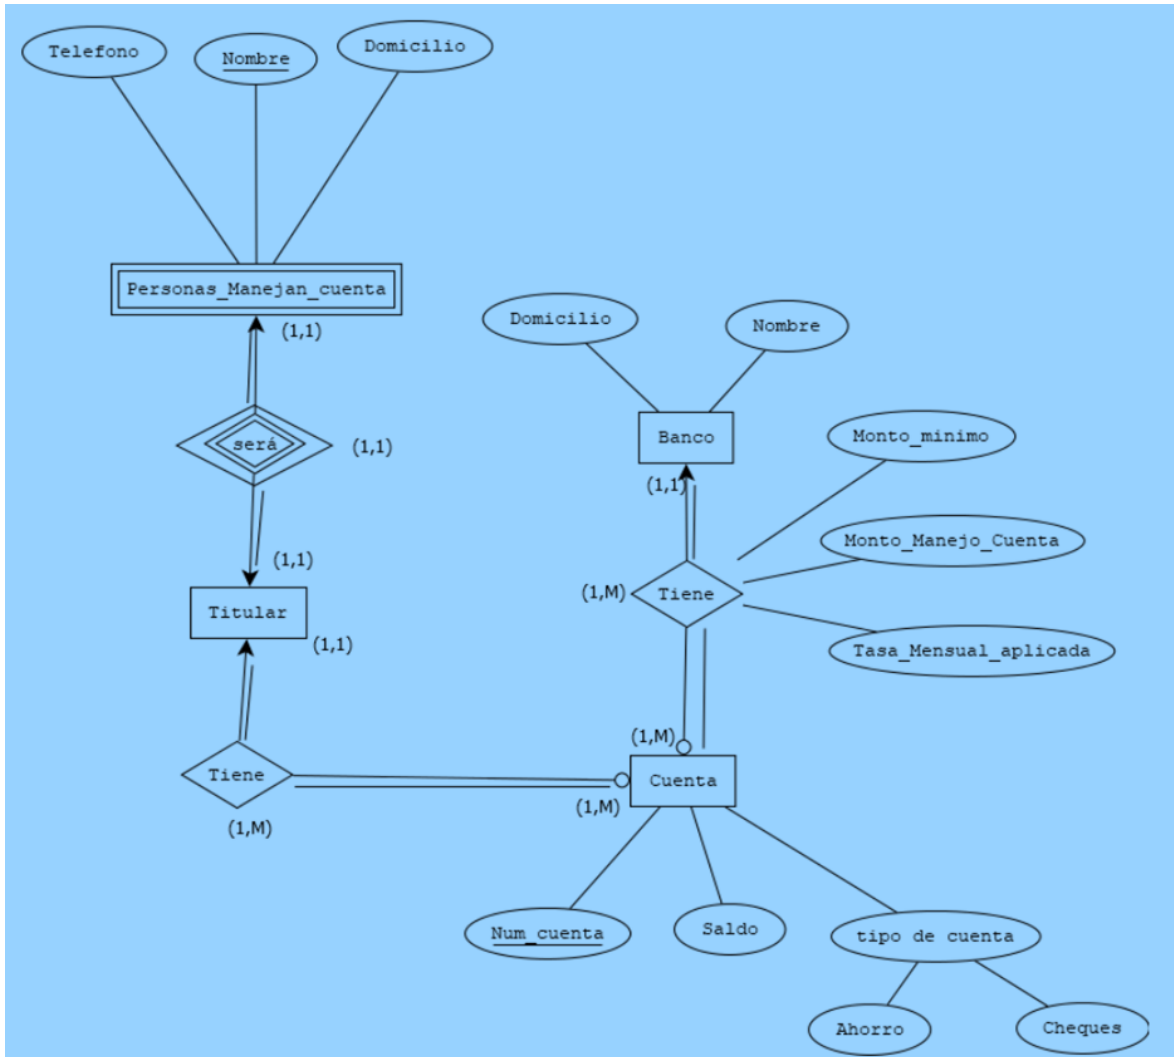 Telefono
Nombre
Domicilio
Personas_Manejan_cuenta
(1,1)
será
(1,1)
(1,1)
Titular
(1,1)
Tiene
(1,M)
Domicilio
Nombre
Banco
(1,1)
Monto_minimo
Monto_Manejo_Cuenta
(1,M)
Tiene
Tasa_Mensual_aplicada
(1,M)
Cuenta
(1,M)
Num_cuenta
Saldo
tipo de cuenta
Ahorro
Cheques